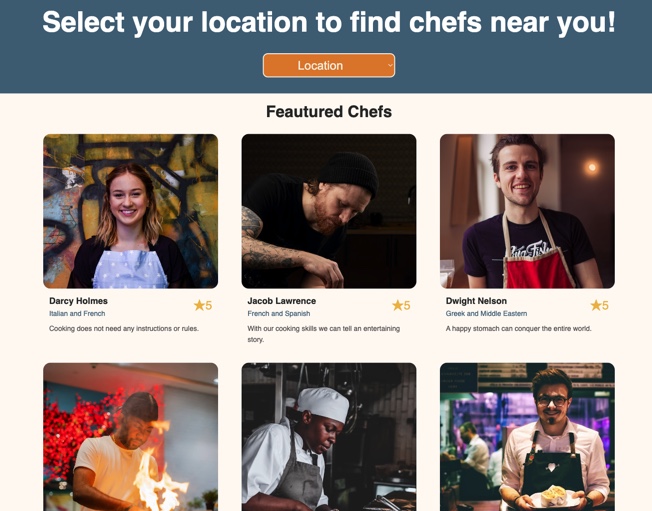 Select your location to find chefs near you!
Location
Feautured Chefs
Darcy Holmes
★5
Italian and French
Cooking does not need any instructions or rules.
Jacob Lawrence
★5
French and Spanish
With our cooking skills we can tell an entertaining
story.
Dwight Nelson
★5
Greek and Middle Eastern
A happy stomach can conquer the entire world.